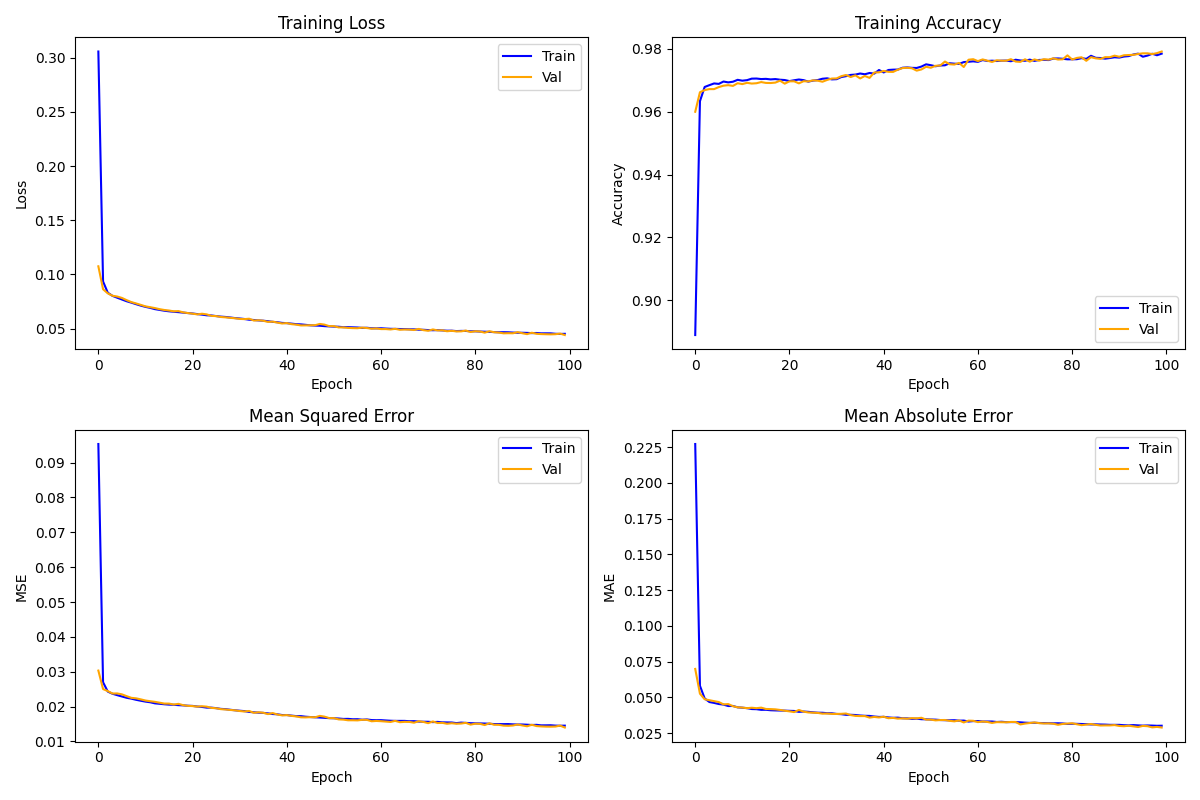 Training Loss
0.30
0.25
0.20
0.15
0.10
0.05
Loss
0 20 40 60 80 100
Epoch
Train
Val
Training Accuracy
0.98
0.96
0.94
0.92
0.90
Accuracy
0 20 40 60 80 100
Epoch
Train
Val
Mean Squared Error
0.09
0.08
0.07
0.06
0.05
0.04
0.03
0.02
0.01
MSE
0 20 40 60 80 100
Epoch
Train
Val
Mean Absolute Error
0.225
0.200
0.175
0.150
0.125
0.100
0.075
0.050
0.025
MAE
0 20 40 60 80 100
Epoch
Train
Val